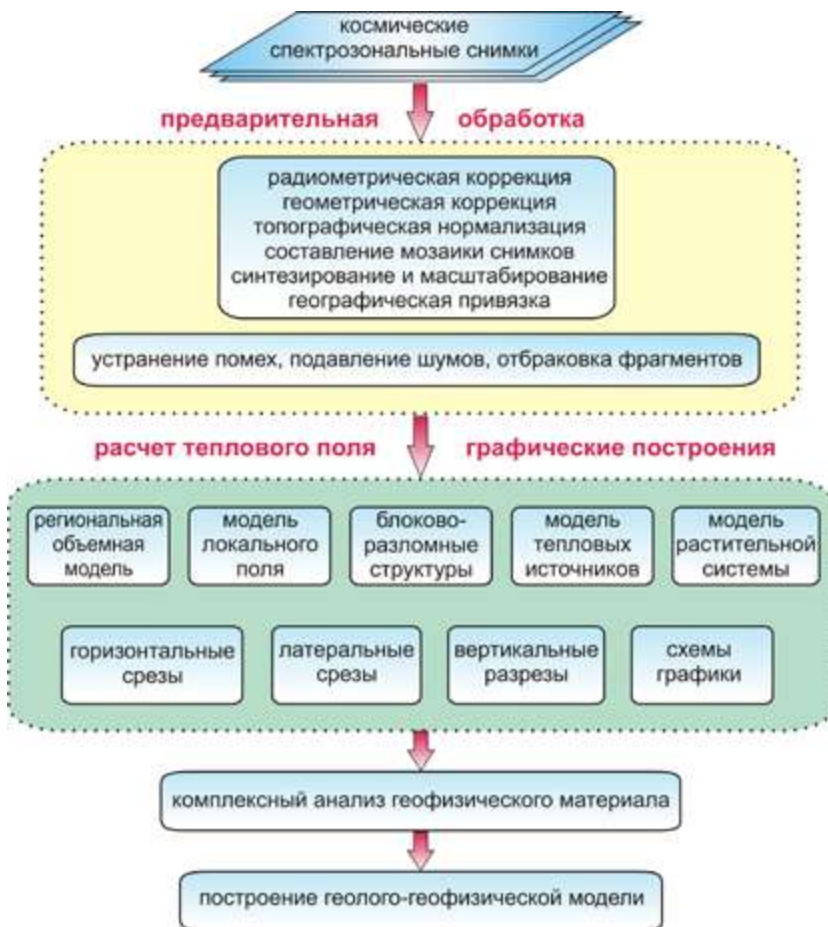 космические
спектрозональные снимки
предварительная обработка
радиометрическая коррекция
геометрическая коррекция
топографическая нормализация
составление мозаики снимков
синтезирование и масштабирование
географическая привязка
устранение помех, подавление шумов, отбраковка фрагментов
расчет теплового поля
графические построения
региональная
объемная
модель
модель
локального
поля
блоково-
разломные
структуры
модель
тепловых
источников
модель
растительной
системы
горизонтальные
срезы
латеральные
срезы
вертикальные
разрезы
схемы
графики
комплексный анализ геофизического материала
построение геолого-геофизической модели